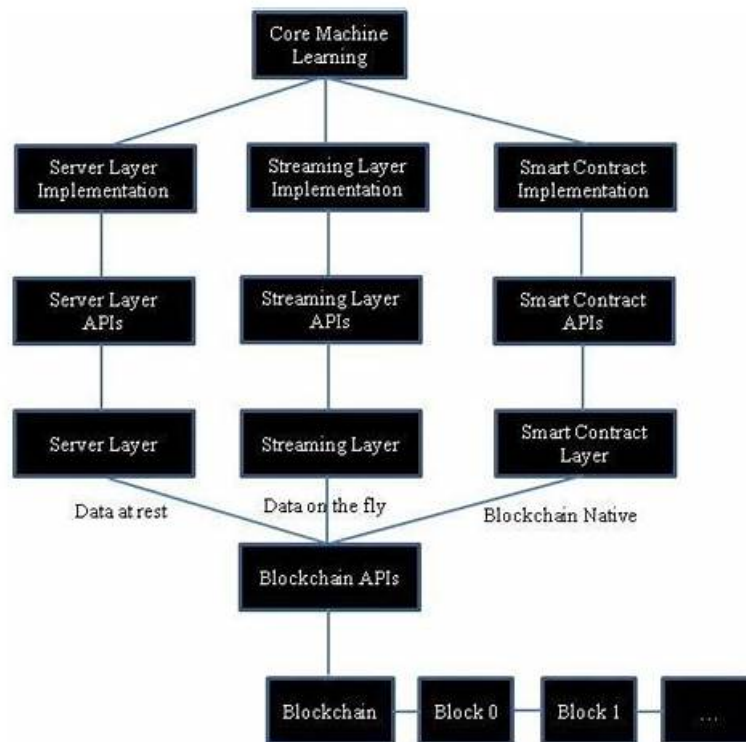 Core Machine
Learning
Server Layer
Implementation
Streaming Layer
Implementation
Smart Contract
Implementation
Server Layer
APIs
Streaming Layer
APIs
Smart Contract
APIs
Server Layer
Streaming Layer
Smart Contract
Layer
Data at rest
Data on the fly
Blockchain Native
Blockchain APIs
Blockchain
Block 0
Block 1
...